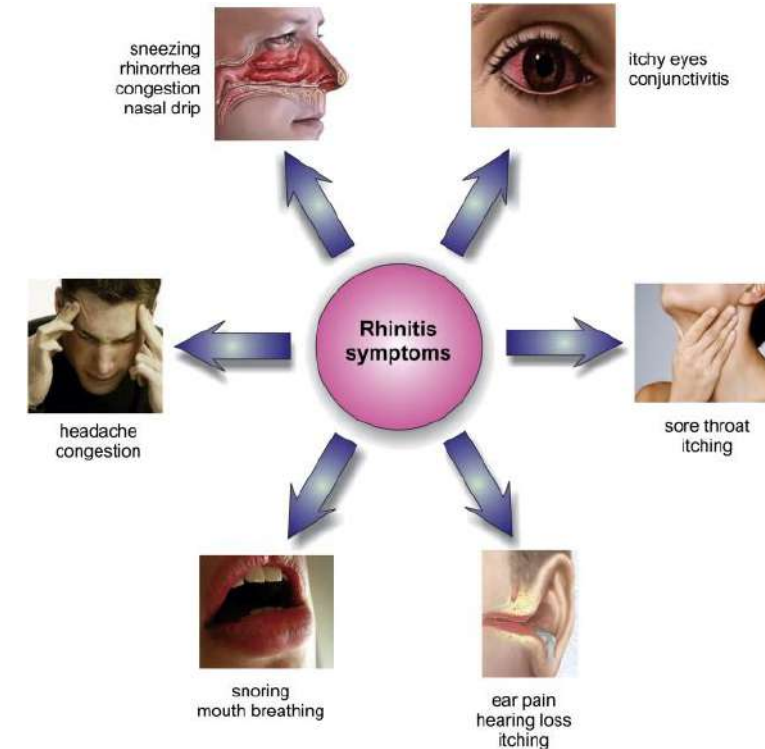 sneezing
rhinorrhea
congestion
nasal drip
itchy eyes
conjunctivitis
Rhinitis
symptoms
headache
congestion
sore throat
itching
snoring
mouth breathing
ear pain
hearing loss
itching